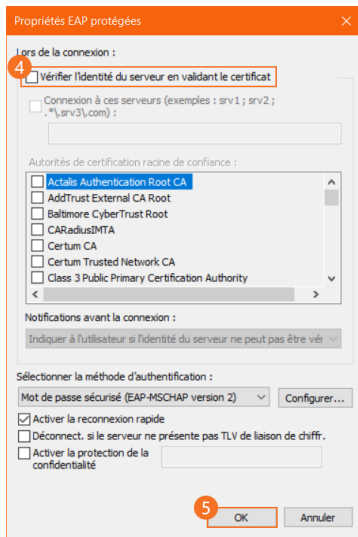 Propriétés EAP protégées
Lors de la connexion :
4
Vérifier l'identité du serveur en validant le certificat
Connexion à ces serveurs (exemples : srv1 ; srv2 ;
.*\.srv3\.com) :
Autorités de certification racine de confiance :
Actalis Authentication Root CA
AddTrust External CA Root
Baltimore CyberTrust Root
CARadiusIMTA
Certum CA
Certum Trusted Network CA
Class 3 Public Primary Certification Authority
Notifications avant la connexion :
Indiquer à l'utilisateur si l'identité du serveur ne peut pas être vér
Sélectionner la méthode d'authentification :
Mot de passe sécurisé (EAP-MSCHAP version 2)
Configurer...
Activer la reconnexion rapide
Déconnect. si le serveur ne présente pas TLV de liaison de chiffr.
Activer la protection de la
confidentialité
5
OK
Annuler